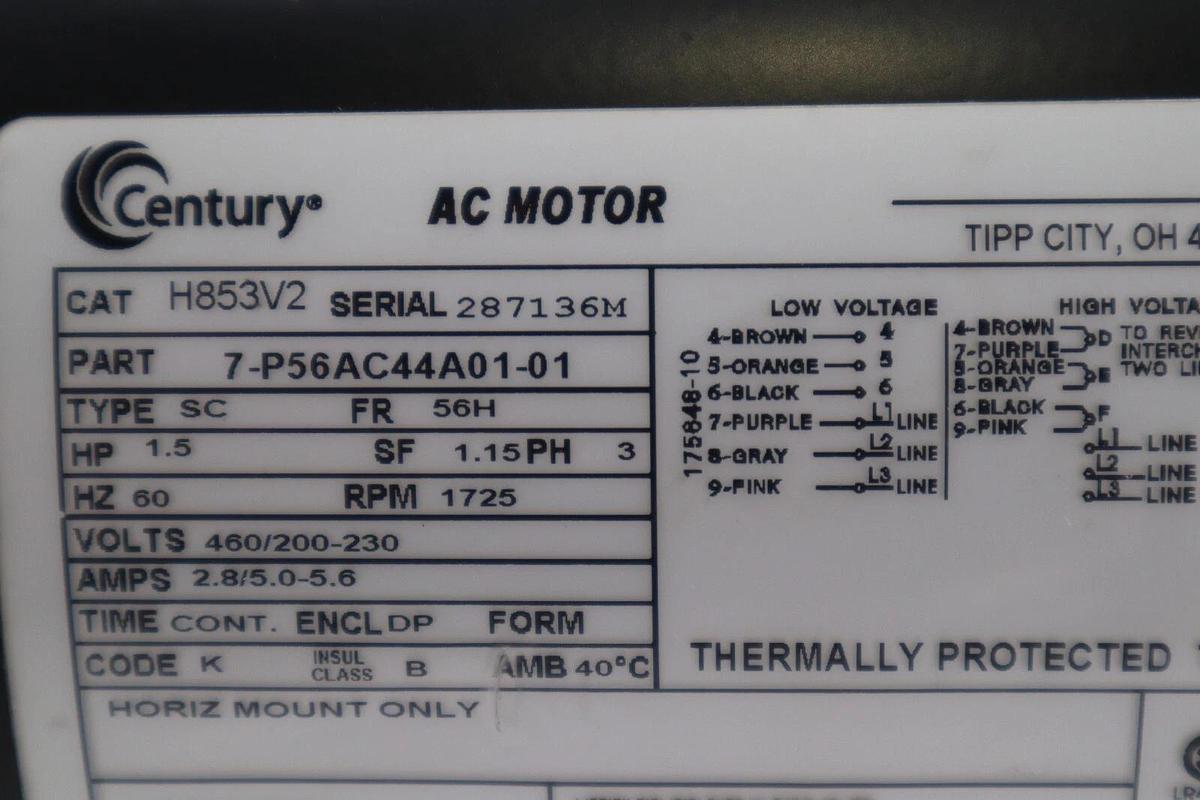 Century®
AC MOTOR
TIPP CITY, OH
CAT H853V2 SERIAL 287136M
PART 7-P56AC44A01-01
TYPE SC FR 56H
HP 1.5 SF 1.15 PH 3
HZ 60 RPM 1725
VOLTS 460/200-230
AMPS 2.8/5.0-5.6
TIME CONT. ENCL DP FORM
CODE K INSUL CLASS B AMB 40°C
HORIZ MOUNT ONLY
175848-10
LOW VOLTAGE
4-BROWN 4
5-ORANGE 5
6-BLACK 6
7-PURPLE L1 LINE
8-GRAY L2 LINE
9-PINK L3 LINE
HIGH
4-BROWN
7-PURPLE D
5-ORANGE
8-GRAY E
6-BLACK
9-PINK F
L1 LINE
L2 LINE
L3 LINE
TO
TWO
THERMALLY PROTECTED